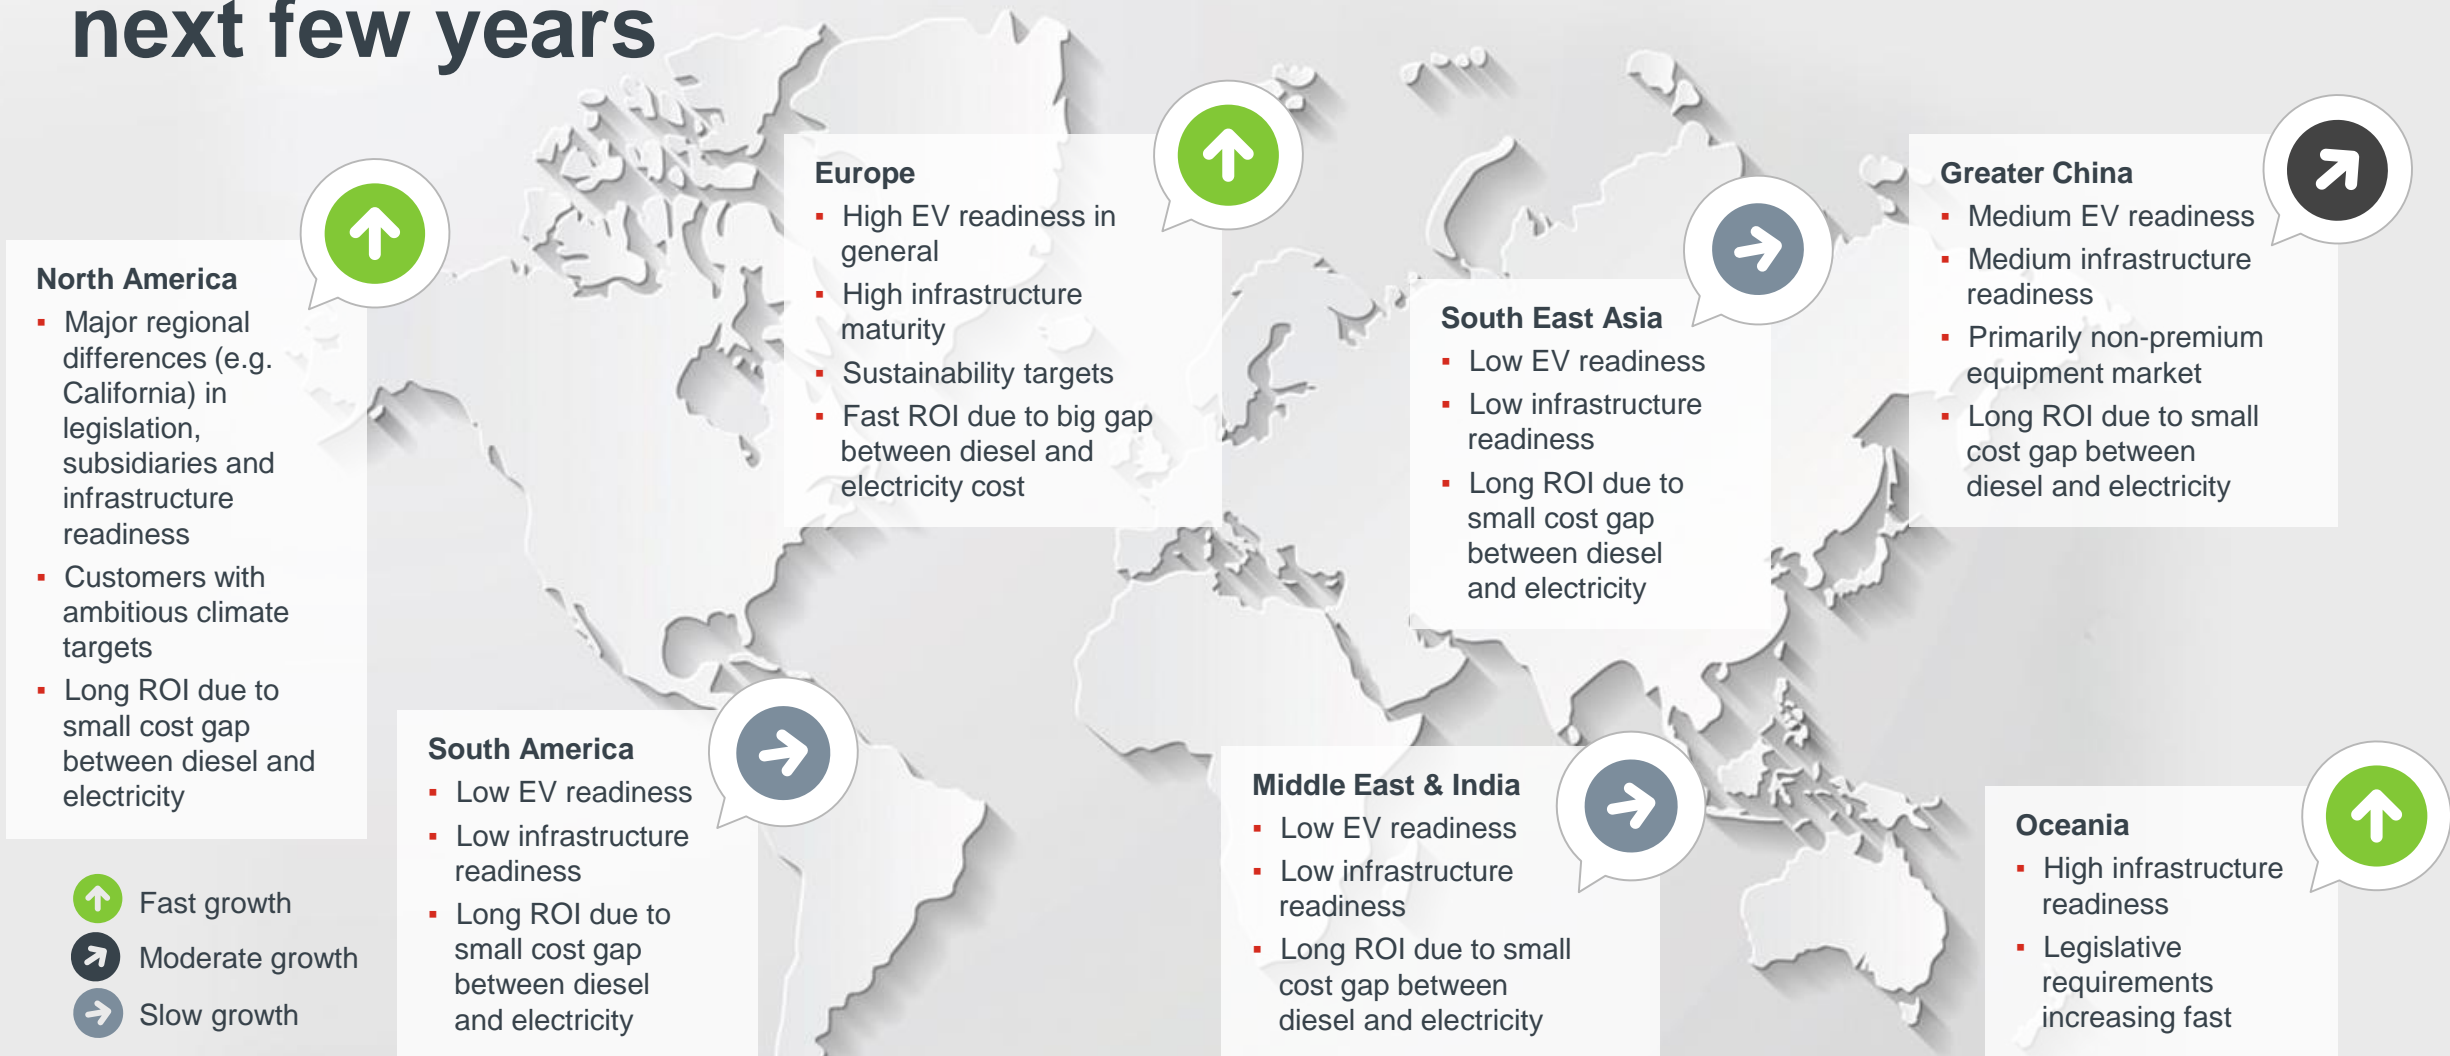 next few years
North America
▪ Major regional
differences (e.g.
California) in
legislation,
subsidiaries and
infrastructure
readiness
▪ Customers with
ambitious climate
targets
▪ Long ROI due to
small cost gap
between diesel and
electricity
Europe
▪ High EV readiness in
general
▪ High infrastructure
maturity
▪ Sustainability targets
▪ Fast ROI due to big gap
between diesel and
electricity cost
South East Asia
▪ Low EV readiness
▪ Low infrastructure
readiness
▪ Long ROI due to
small cost gap
between diesel
and electricity
Greater China
▪ Medium EV readiness
▪ Medium infrastructure
readiness
▪ Primarily non-premium
equipment market
▪ Long ROI due to small
cost gap between
diesel and electricity
South America
▪ Low EV readiness
▪ Low infrastructure
readiness
▪ Long ROI due to
small cost gap
between diesel
and electricity
Middle East & India
▪ Low EV readiness
▪ Low infrastructure
readiness
▪ Long ROI due to small
cost gap between
diesel and electricity
Oceania
▪ High infrastructure
readiness
▪ Legislative
requirements
increasing fast
Fast growth
Moderate growth
Slow growth